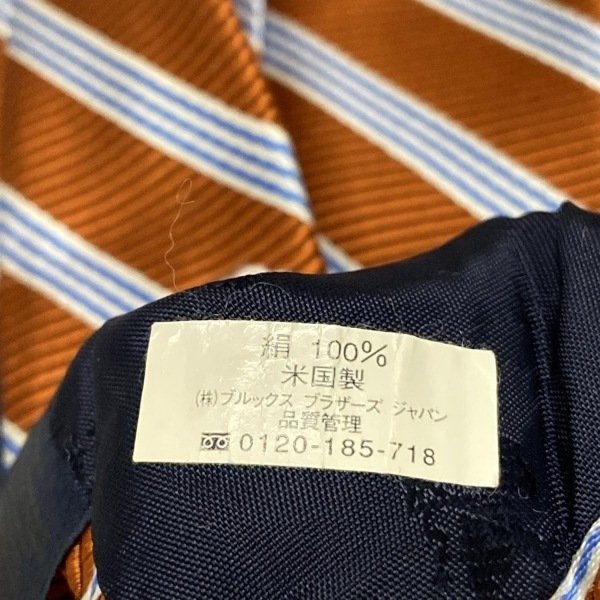 絹 100%
米国製
(株)ブルックス ブラザーズ ジャパン
品質管理
0120-185-718